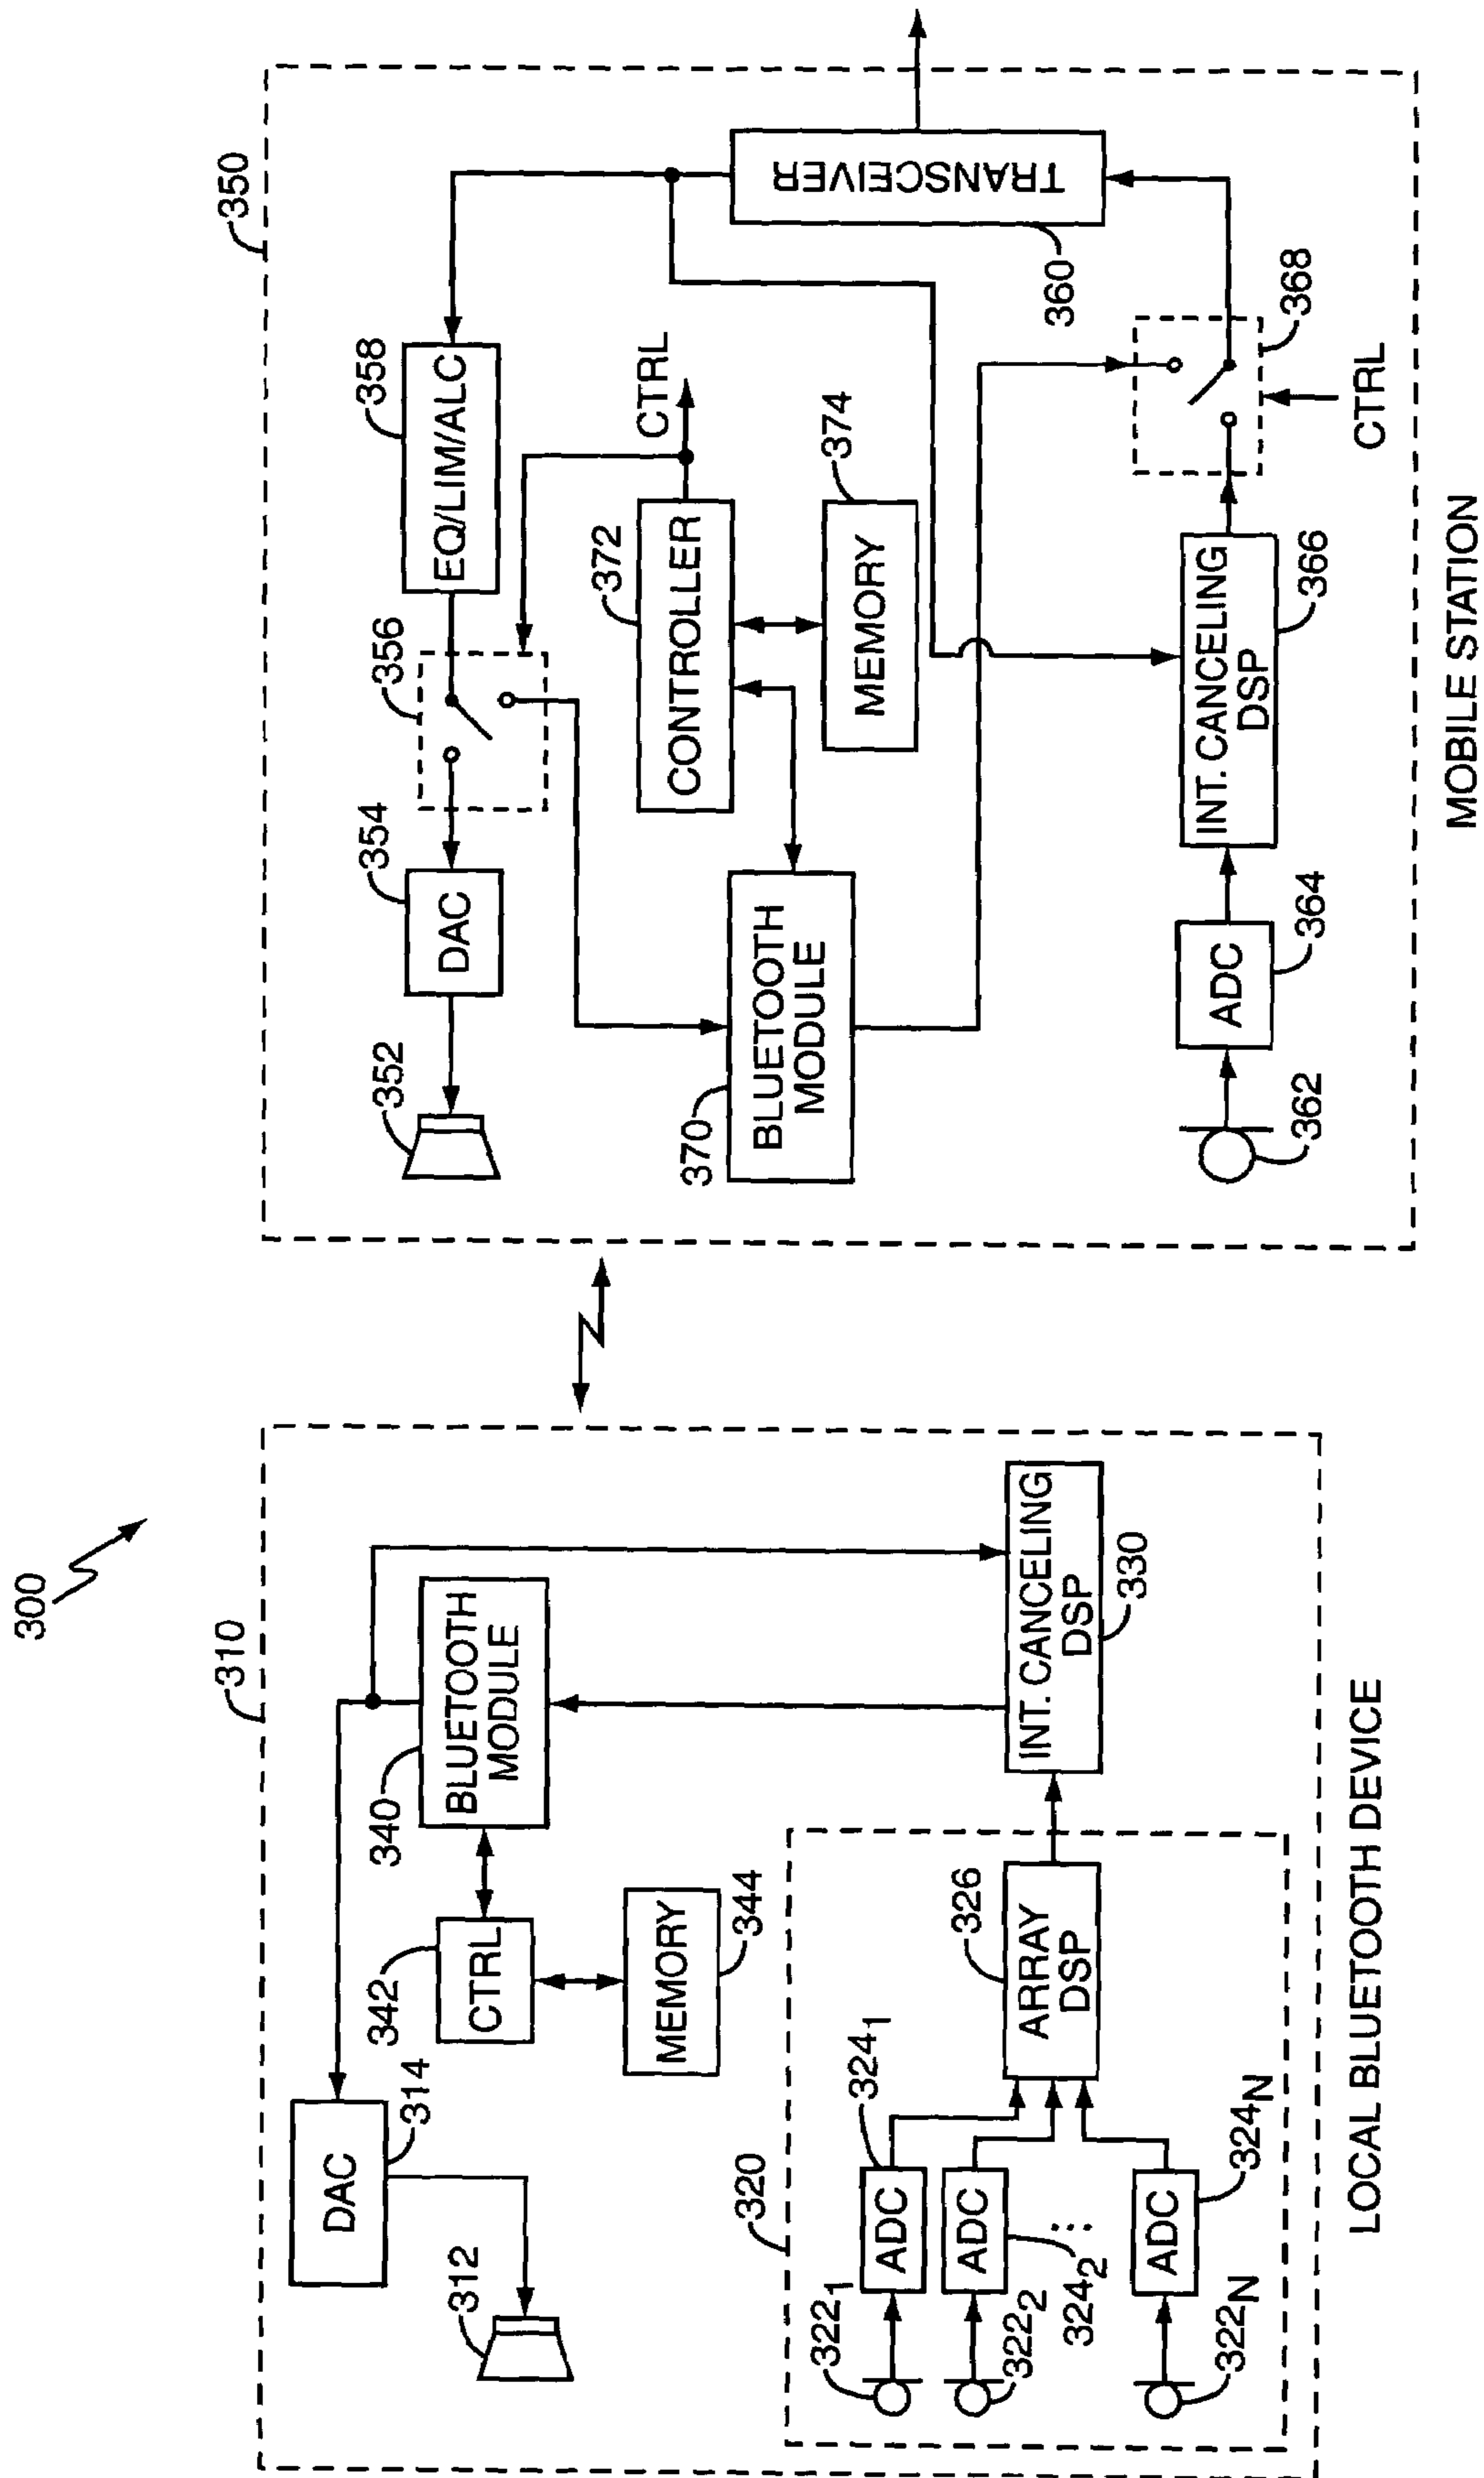 300
310
DAC
314
312
340
BLUETOOTH
MODULE
342
CTRL
MEMORY
344
320
322₁
ADC
324₁
322₂
ADC
324₂
⋮
322N
ADC
324N
326
ARRAY
DSP
INT. CANCELING
DSP
330
LOCAL BLUETOOTH DEVICE
350
352
354
DAC
356
358
EQ/LIM/ALC
CTRL
372
CONTROLLER
374
MEMORY
370
BLUETOOTH
MODULE
TRANSCEIVER
360
362
ADC
364
INT. CANCELING
DSP
366
368
CTRL
MOBILE STATION